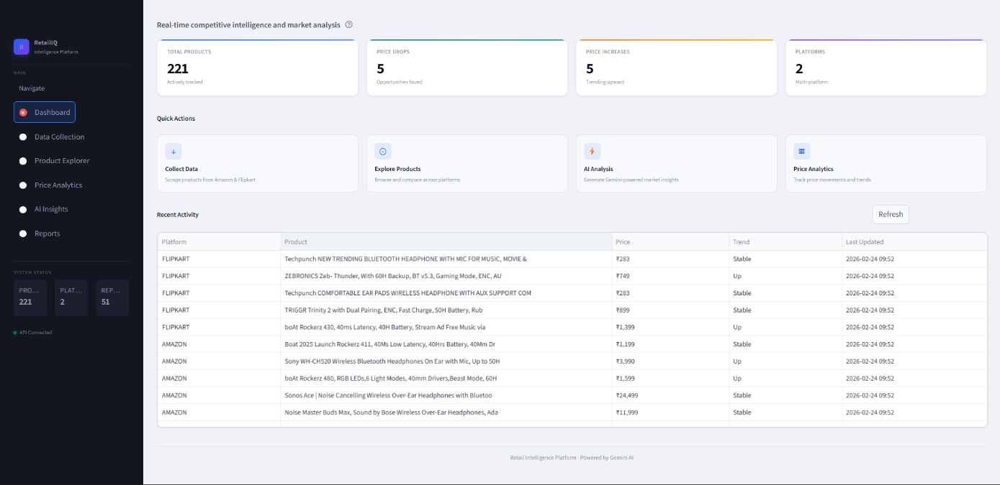 R
RetailIQ
Intelligence Platform
MAIN
Navigate
Dashboard
Data Collection
Product Explorer
Price Analytics
AI Insights
Reports
SYSTEM STATUS
PRO... PLAT... REP...
221 2 51
API Connected
Real-time competitive intelligence and market analysis ?
TOTAL PRODUCTS
221
Actively tracked
PRICE DROPS
5
Opportunities found
PRICE INCREASES
5
Trending upward
PLATFORMS
2
Multi-platform
Quick Actions
Collect Data
Scrape products from Amazon & Flipkart
Explore Products
Browse and compare across platforms
AI Analysis
Generate Gemini-powered market insights
Price Analytics
Track price movements and trends
Recent Activity
Refresh
Platform Product Price Trend Last Updated
FLIPKART Techpunch NEW TRENDING BLUETOOTH HEADPHONE WITH MIC FOR MUSIC, MOVIE & ₹283 Stable 2026-02-24 09:52
FLIPKART ZEBRONICS Zeb- Thunder, With 60H Backup, BT v5.3, Gaming Mode, ENC, AU ₹749 Up 2026-02-24 09:52
FLIPKART Techpunch COMFORTABLE EAR PADS WIRELESS HEADPHONE WITH AUX SUPPORT COM ₹283 Stable 2026-02-24 09:52
FLIPKART TRIGGR Trinity 2 with Dual Pairing, ENC, Fast Charge, 50H Battery, Rub ₹899 Stable 2026-02-24 09:52
FLIPKART boAt Rockerz 430, 40ms Latency, 40H Battery, Stream Ad Free Music via ₹1,399 Up 2026-02-24 09:52
AMAZON Boat 2025 Launch Rockerz 411, 40Ms Low Latency, 40Hrs Battery, 40Mm Dr ₹1,199 Stable 2026-02-24 09:52
AMAZON Sony WH-CH520 Wireless Bluetooth Headphones On Ear with Mic, Up to 50H ₹3,990 Up 2026-02-24 09:52
AMAZON boAt Rockerz 480, RGB LEDs,6 Light Modes, 40mm Drivers,Beast Mode, 60H ₹1,599 Up 2026-02-24 09:52
AMAZON Sonos Ace | Noise Cancelling Wireless Over-Ear Headphones with Bluetoo ₹24,499 Stable 2026-02-24 09:52
AMAZON Noise Master Buds Max, Sound by Bose Wireless Over-Ear Headphones, Ada ₹11,999 Stable 2026-02-24 09:52
Retail Intelligence Platform · Powered by Gemini AI